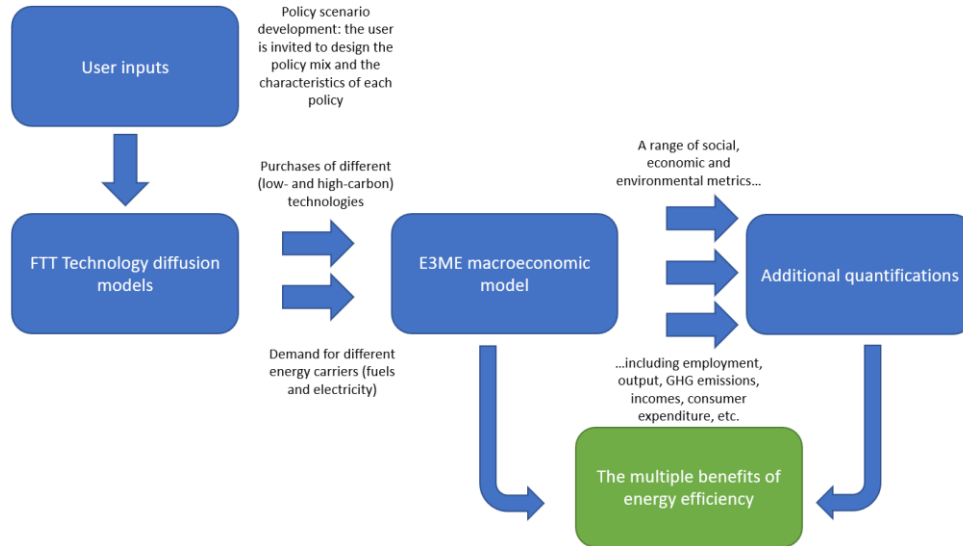 User inputs
Policy scenario
development: the user
is invited to design the
policy mix and the
characteristics of each
policy
Purchases of different
(low- and high-carbon)
technologies
A range of social,
economic and
environmental metrics…
FTT Technology diffusion
models
E3ME macroeconomic
model
Additional quantifications
Demand for different
energy carriers (fuels
and electricity)
…including employment,
output, GHG emissions,
incomes, consumer
expenditure, etc.
The multiple benefits of
energy efficiency